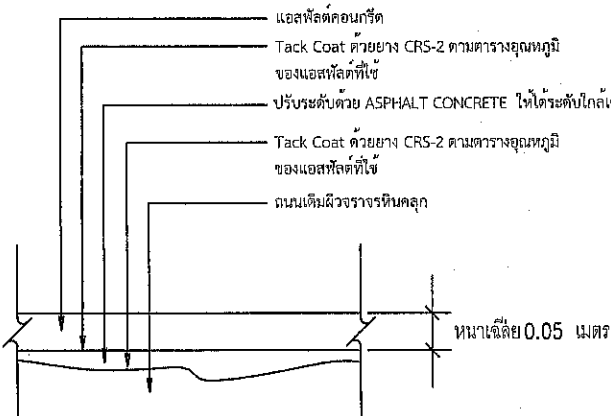 แอสฟัลต์คอนกรีต
Tack Coat ด้วยยาง CRS-2 ตามตารางอุณหภูมิ
ของแอสฟัลต์ที่ใช้
ปรับระดับด้วย ASPHALT CONCRETE ให้ได้ระดับใกล้เ
Tack Coat ด้วยยาง CRS-2 ตามตารางอุณหภูมิ
ของแอสฟัลต์ที่ใช้
ถนนเดิมผิวจราจรหินคลุก
หนาเฉลี่ย 0.05 เมตร